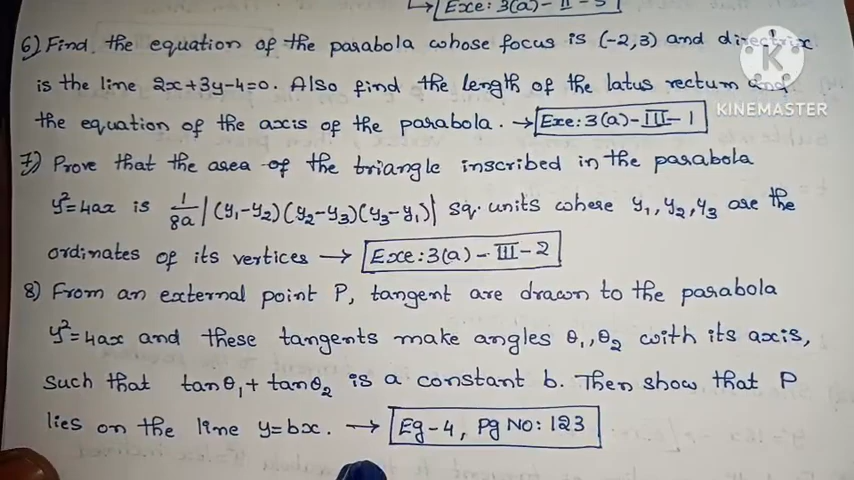 ↳ Exe: 3(a) - II - 5
6) Find the equation of the parabola whose focus is (-2,3) and directrix
is the line 2x+3y-4=0. Also find the length of the latus rectum and
the equation of the axis of the parabola. → Exe: 3(a) - III - 1
KINEMASTER
7) Prove that the area of the triangle inscribed in the parabola
y²=4ax is 1/8a |(y₁-y₂)(y₂-y₃)(y₃-y₁)| sq. units where y₁, y₂, y₃ are the
ordinates of its vertices → Exe: 3(a) - III - 2
8) From an external point P, tangent are drawn to the parabola
y²=4ax and these tangents make angles θ₁, θ₂ with its axis,
such that tanθ₁ + tanθ₂ is a constant b. Then show that P
lies on the line y=bx. → Eg-4, Pg NO: 123